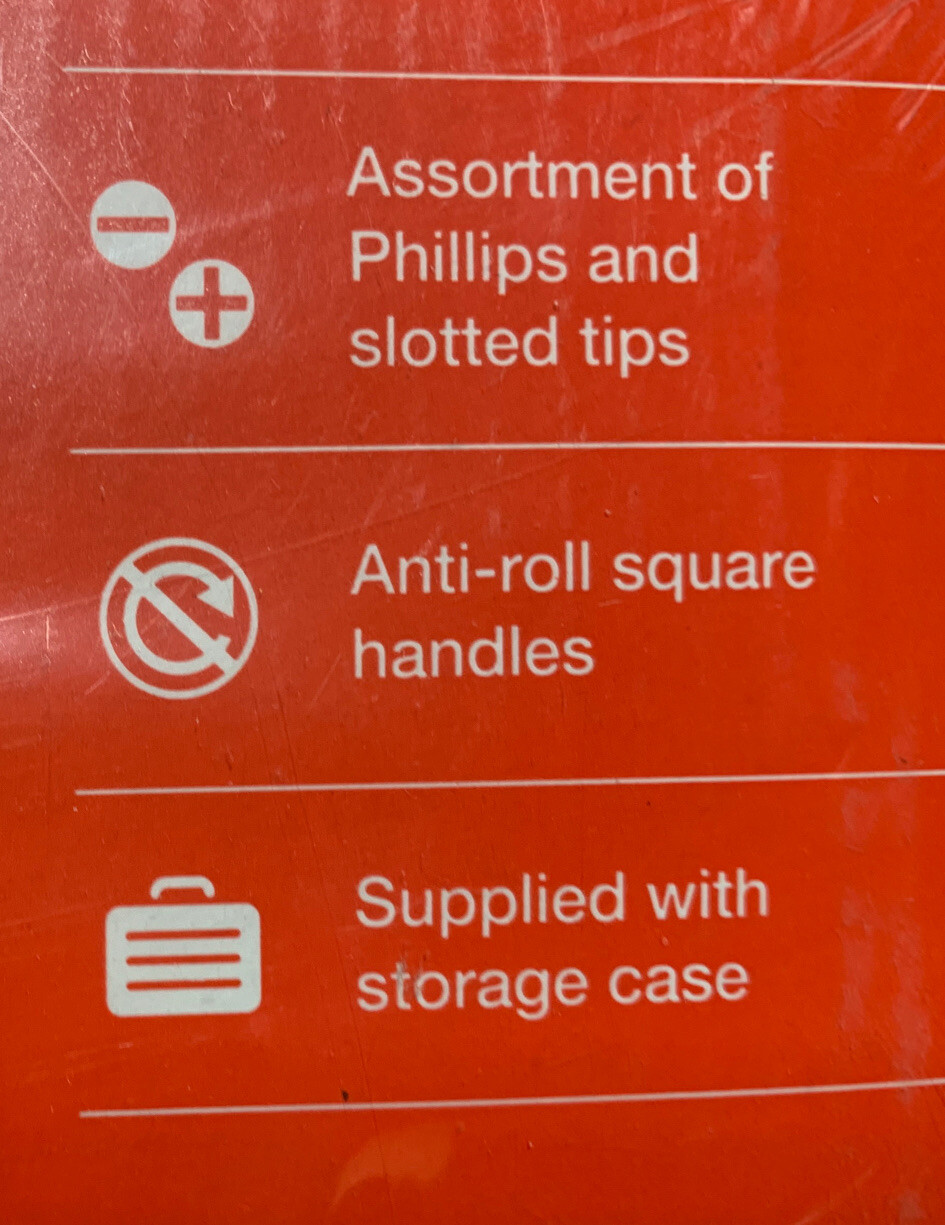 Assortment of
Phillips and
slotted tips
Anti-roll square
handles
Supplied with
storage case